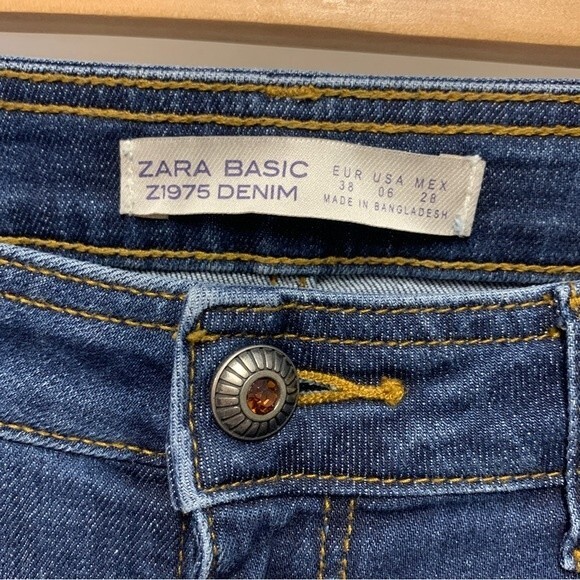 ZARA BASIC
Z1975 DENIM
EUR USA MEX
38 06 28
MADE IN BANGLADESH